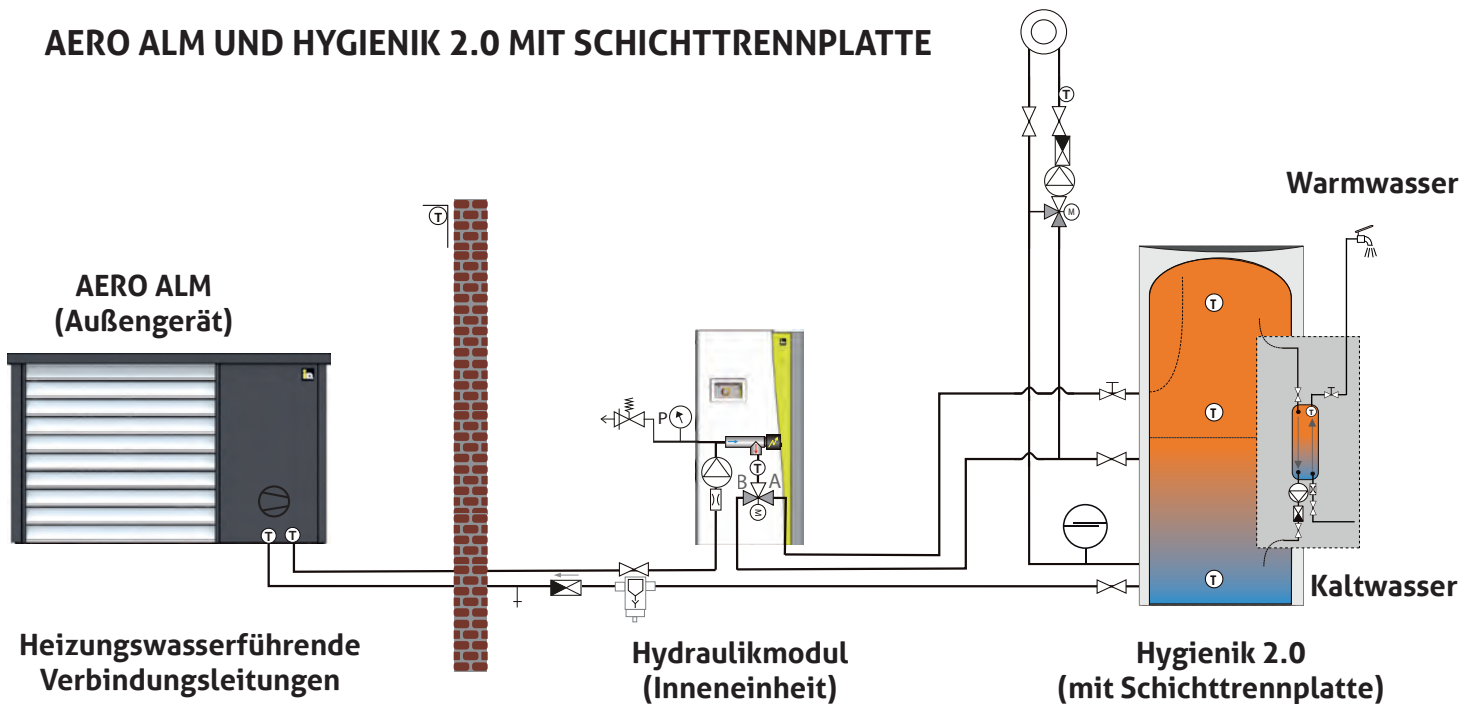 AERO ALM UND HYGIENIK 2.0 MIT SCHICHTTRENNPLATTE
T
M
Warmwasser
T
AERO ALM
(Außengerät)
T
T
P
T
B
A
M
T
T
T
T
Kaltwasser
Heizungswasserführende
Verbindungsleitungen
Hydraulikmodul
(Inneneinheit)
Hygienik 2.0
(mit Schichttrennplatte)